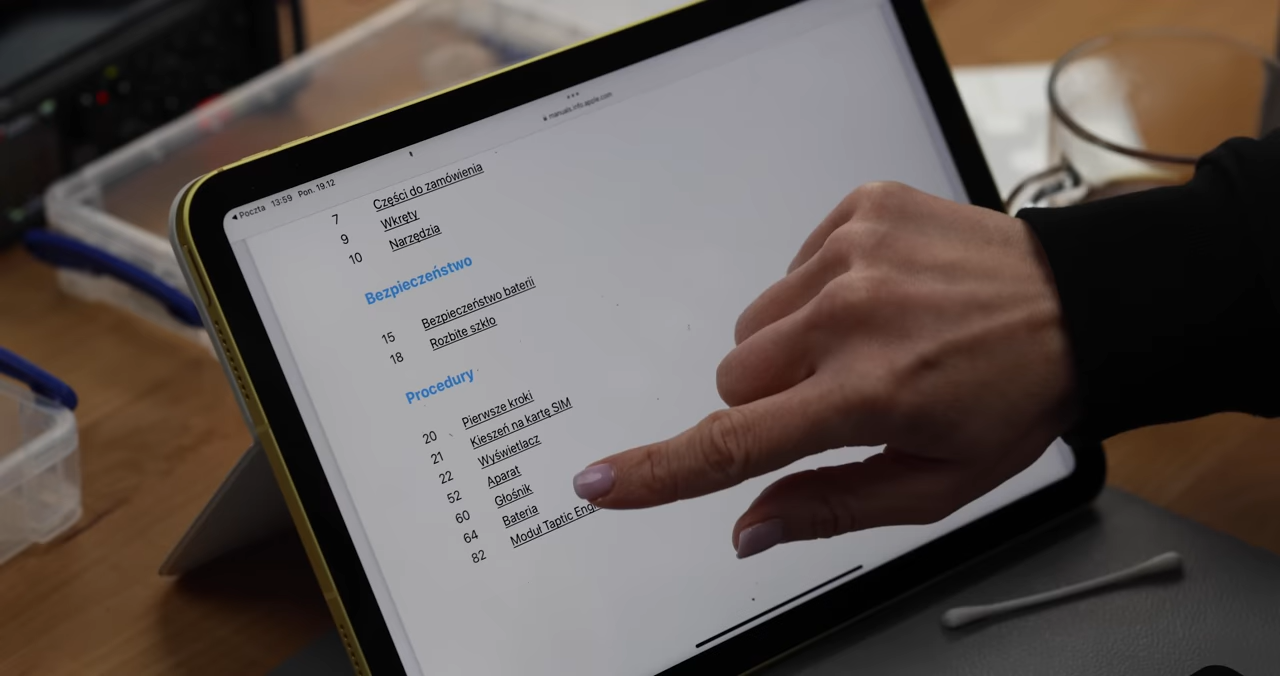 Poczta 13:59 Pon. 19.12
manuals.info.apple.com
7 Części do zamówienia
9 Wkręty
10 Narzędzia
Bezpieczeństwo
15 Bezpieczeństwo baterii
18 Rozbite szkło
Procedury
20 Pierwsze kroki
21 Kieszeń na kartę SIM
22 Wyświetlacz
52 Aparat
60 Głośnik
64 Bateria
82 Moduł Taptic